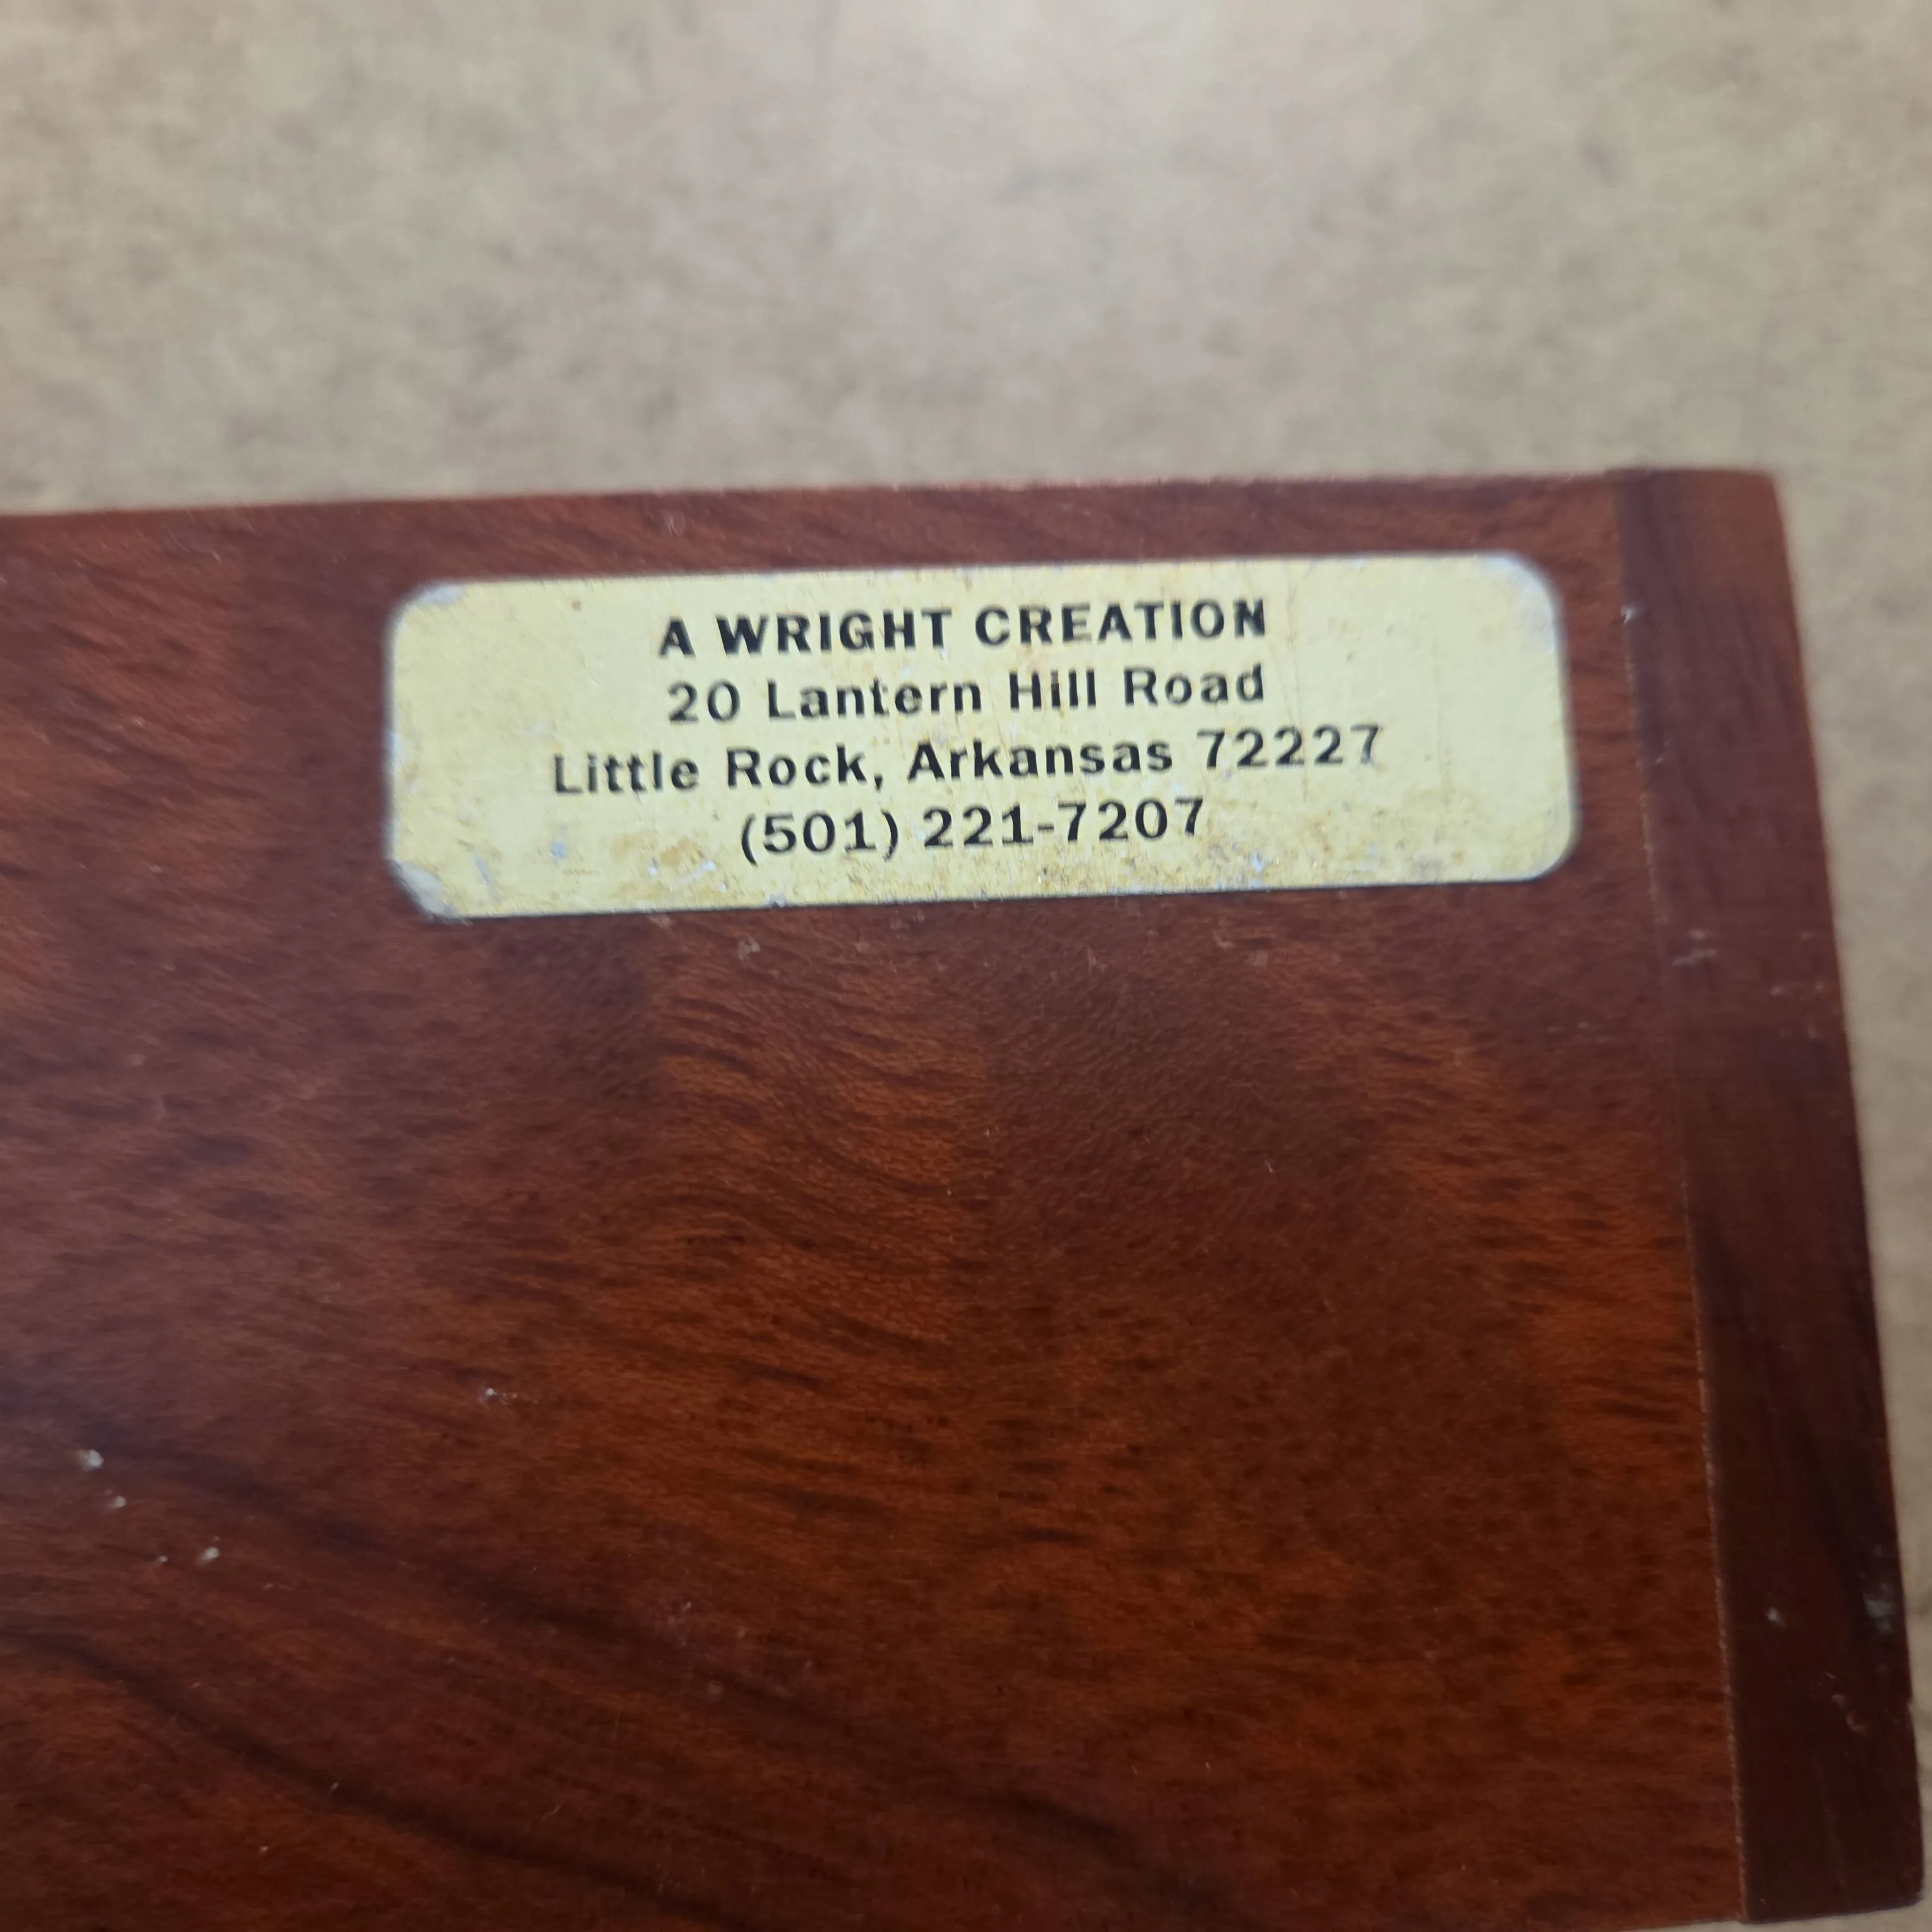 A WRIGHT CREATION
20 Lantern Hill Road
Little Rock, Arkansas 72227
(501) 221-7207